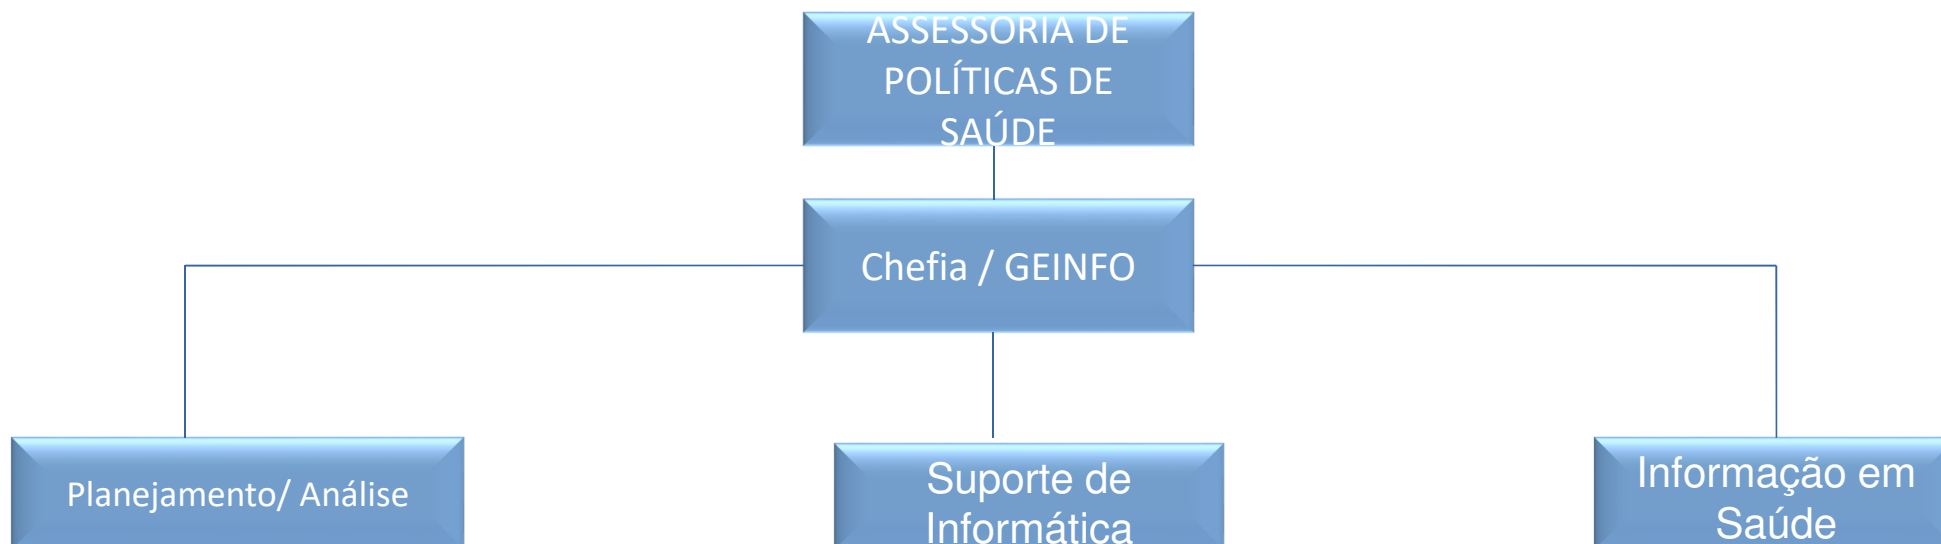 ASSESSORIA DE
POLÍTICAS DE
SAÚDE
Chefia / GEINFO
Planejamento/ Análise
Suporte de
Informática
Informação em
Saúde